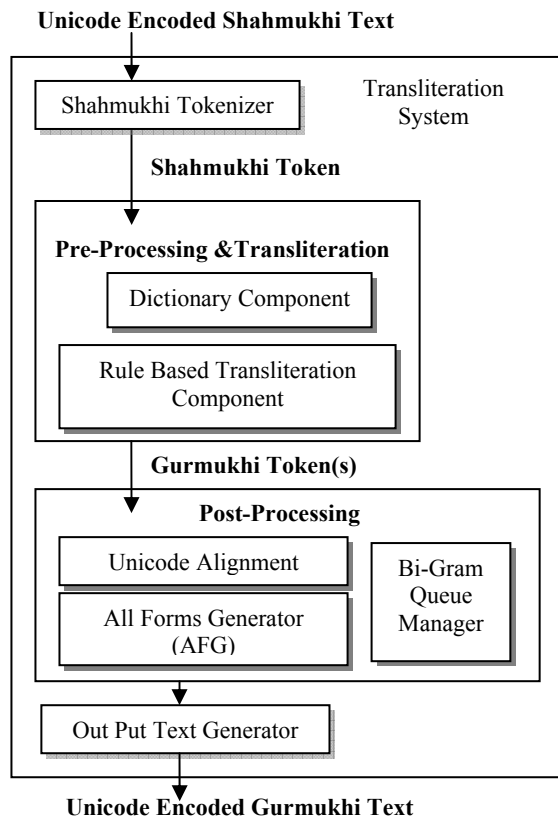 Unicode Encoded Shahmukhi Text
Transliteration
System
Shahmukhi Tokenizer
Shahmukhi Token
Pre-Processing &Transliteration
Dictionary Component
Rule Based Transliteration
Component
Gurmukhi Token(s)
Post-Processing
Unicode Alignment
All Forms Generator
(AFG)
Bi-Gram
Queue
Manager
Out Put Text Generator
Unicode Encoded Gurmukhi Text